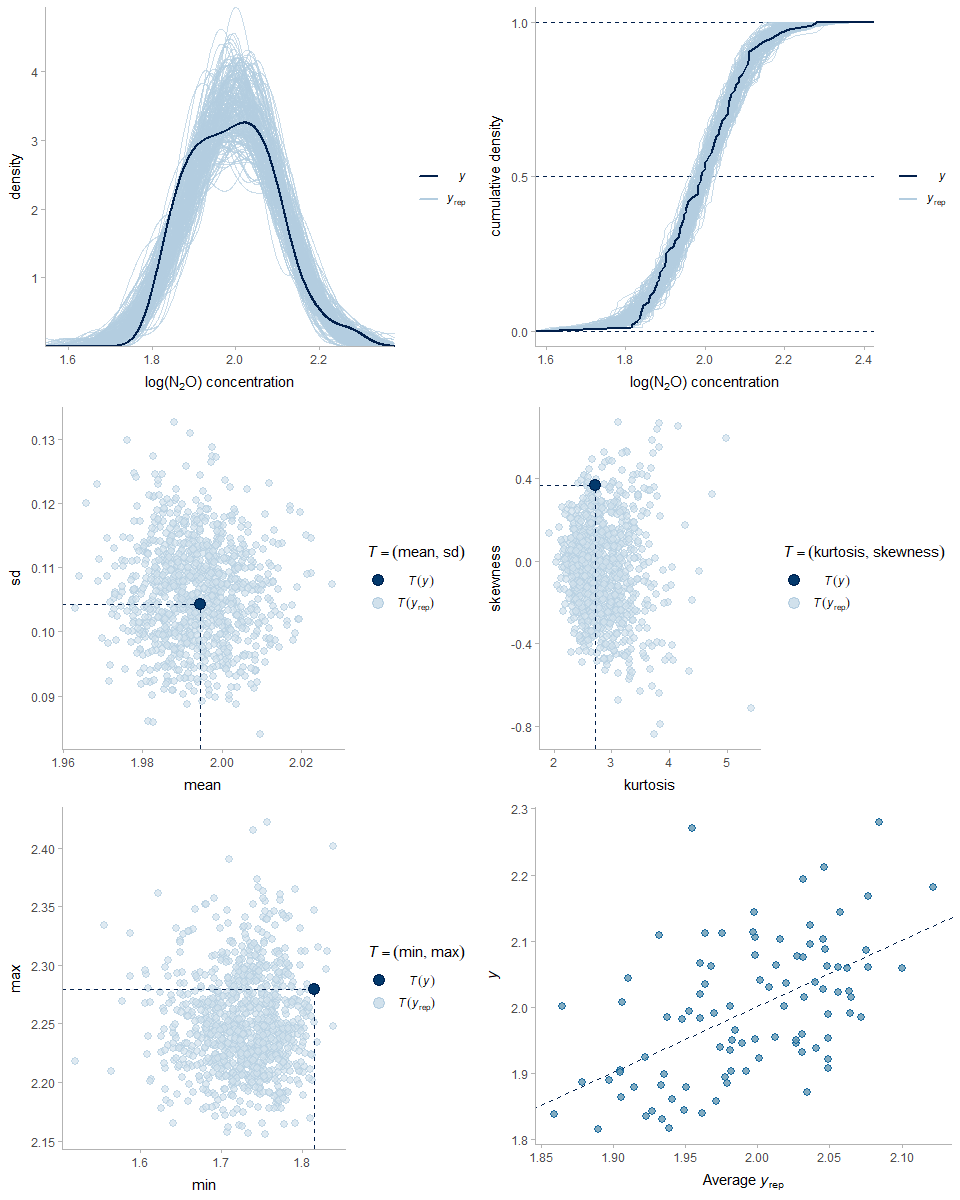 density
4
3
2
1
1.6 1.8 2.0 2.2
log(N₂O) concentration
y
y rep
cumulative density
1.0
0.5
0.0
1.6 1.8 2.0 2.2 2.4
log(N₂O) concentration
y
y rep
sd
0.13
0.12
0.11
0.10
0.09
1.96 1.98 2.00 2.02
mean
T = (mean, sd)
T(y)
T(y rep)
skewness
0.4
0.0
-0.4
-0.8
2 3 4 5
kurtosis
T = (kurtosis, skewness)
T(y)
T(y rep)
max
2.40
2.35
2.30
2.25
2.20
2.15
1.6 1.7 1.8
min
T = (min, max)
T(y)
T(y rep)
y
2.3
2.2
2.1
2.0
1.9
1.8
1.85 1.90 1.95 2.00 2.05 2.10
Average y rep